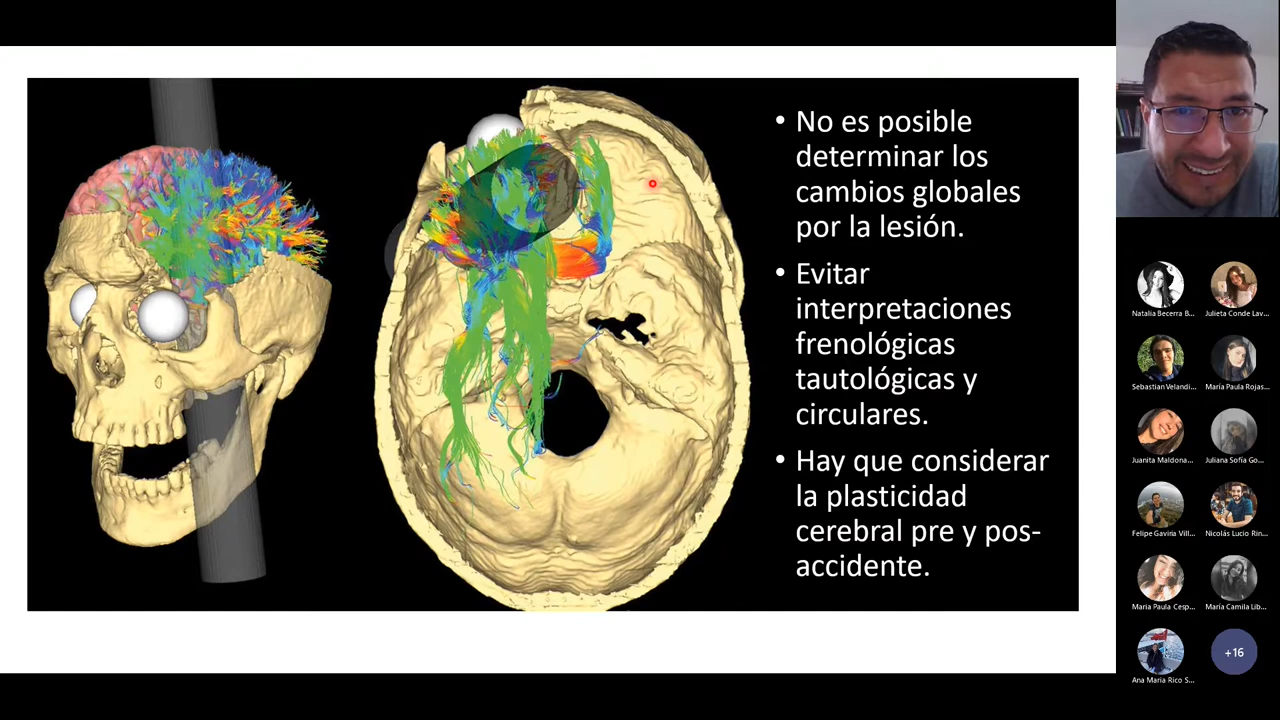 • No es posible
determinar los
cambios globales
por la lesión.
• Evitar
interpretaciones
frenológicas
tautológicas y
circulares.
• Hay que considerar
la plasticidad
cerebral pre y pos-
accidente.
Natalia Becerra B...
Julieta Conde Lav...
Sebastian Velandi...
María Paula Rojas...
Juanita Maldona...
Juliana Sofía Go...
Felipe Gaviria Vill...
Nicolás Lucio Rin...
Maria Paula Cesp...
María Camila Lib...
Ana María Rico S...
+16